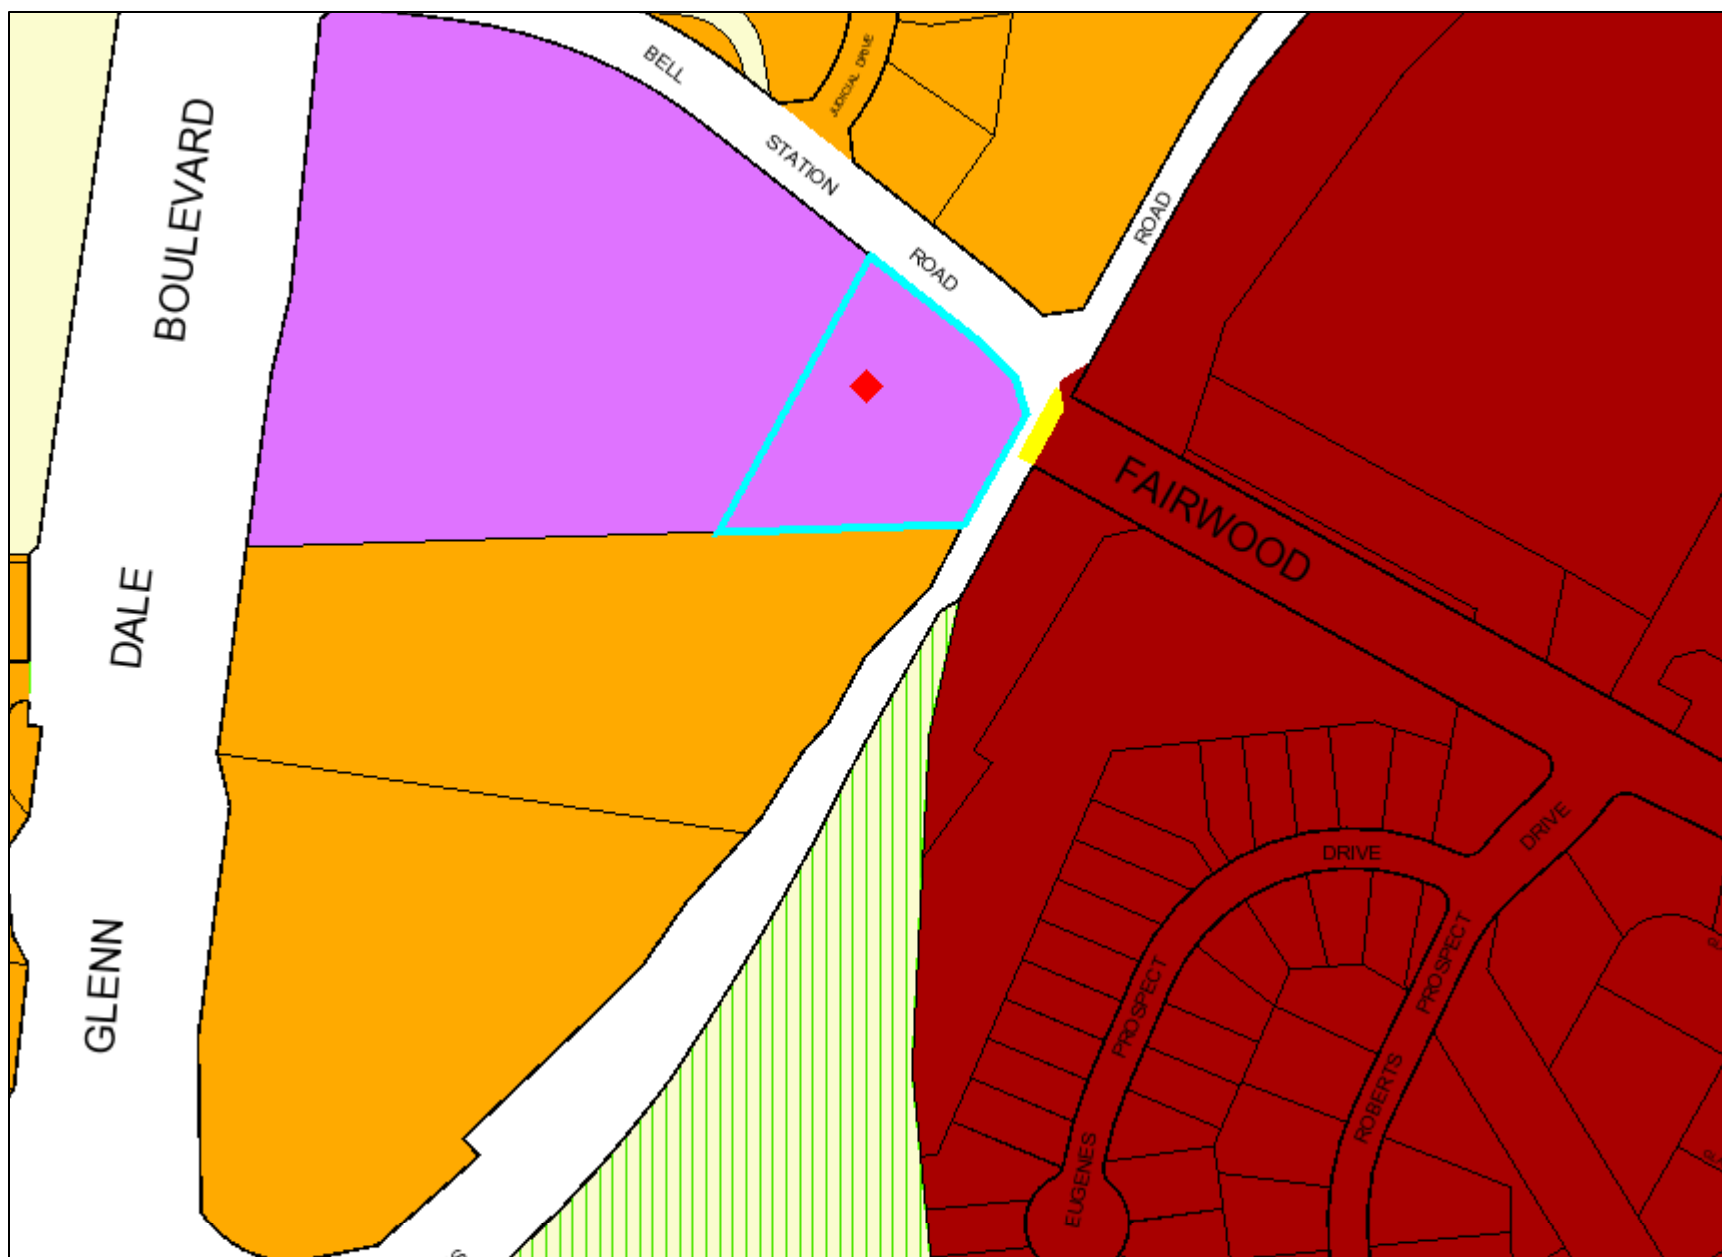 BELL
STATION
ROAD
JUDICIAL DRIVE
ROAD
BOULEVARD
DALE
GLENN
FAIRWOOD
DRIVE
DRIVE
PROSPECT
PROSPECT
ROBERTS
EUGENES